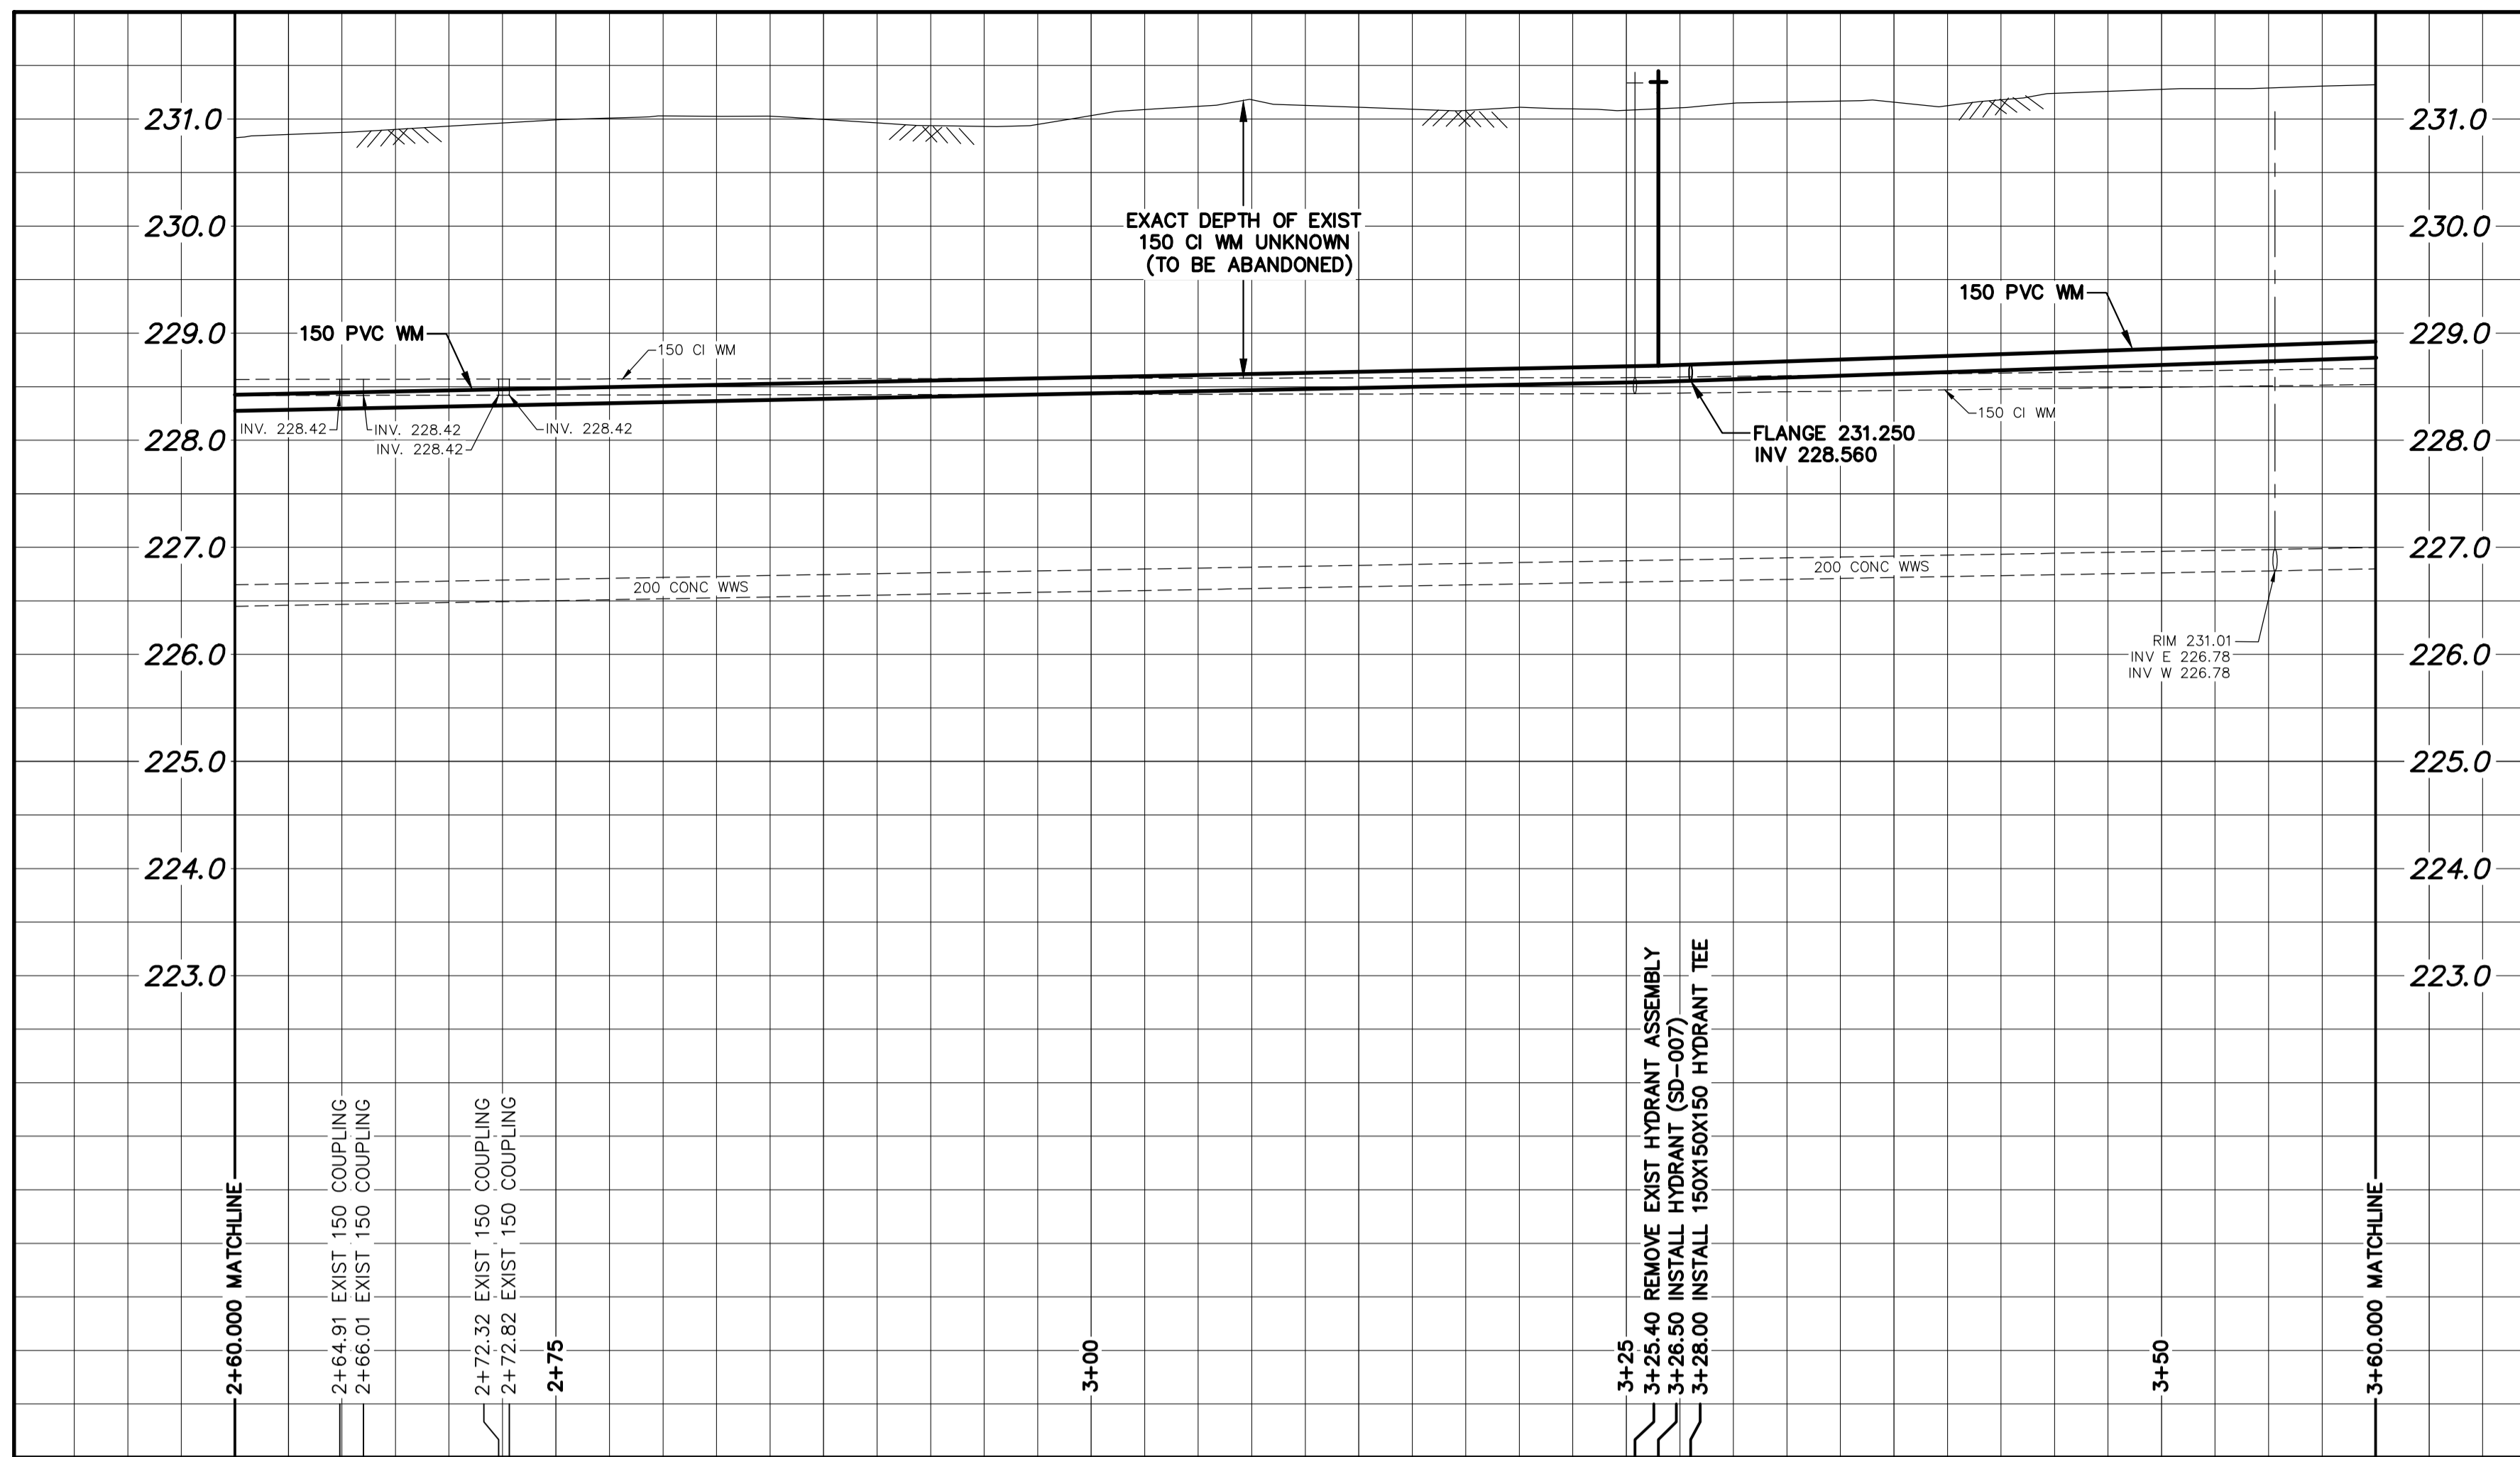 231.0
231.0
230.0
EXACT DEPTH OF EXIST
150 CI WM UNKNOWN
(TO BE ABANDONED)
230.0
150 PVC WM
229.0
150 PVC WM
150 CI WM
229.0
INV. 228.42
INV. 228.42
INV. 228.42
INV. 228.42
150 CI WM
FLANGE 231.250
INV 228.560
228.0
228.0
227.0
200 CONC WWS
200 CONC WWS
227.0
226.0
RIM 231.01
INV E 226.78
INV W 226.78
226.0
225.0
225.0
224.0
224.0
223.0
223.0
2+60.000 MATCHLINE
2+64.91 EXIST 150 COUPLING
2+66.01 EXIST 150 COUPLING
2+72.32 EXIST 150 COUPLING
2+72.82 EXIST 150 COUPLING
2+75
3+00
3+25
3+25.40 REMOVE EXIST HYDRANT ASSEMBLY
3+26.50 INSTALL HYDRANT (SD-007)
3+28.00 INSTALL 150X150X150 HYDRANT TEE
3+50
3+60.000 MATCHLINE